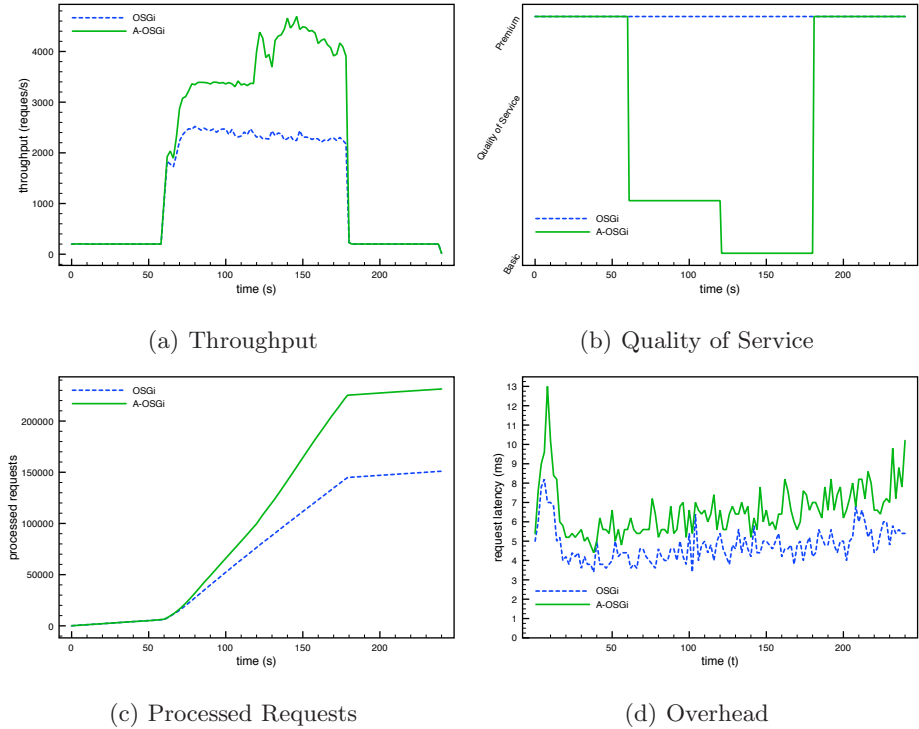 OSGi
A-OSGi
4000
3000
2000
1000
0
throughput (reques/s)
0 50 100 150 200
time (s)
(a) Throughput
Premium
Quality of Service
Basic
OSGi
A-OSGi
0 50 100 150 200
time (s)
(b) Quality of Service
OSGi
A-OSGi
200000
150000
100000
50000
0
processed requests
0 50 100 150 200
time (s)
(c) Processed Requests
13
12
11
10
9
8
7
6
5
4
3
2
1
0
request latency (ms)
OSGi
A-OSGi
0 50 100 150 200
time (t)
(d) Overhead